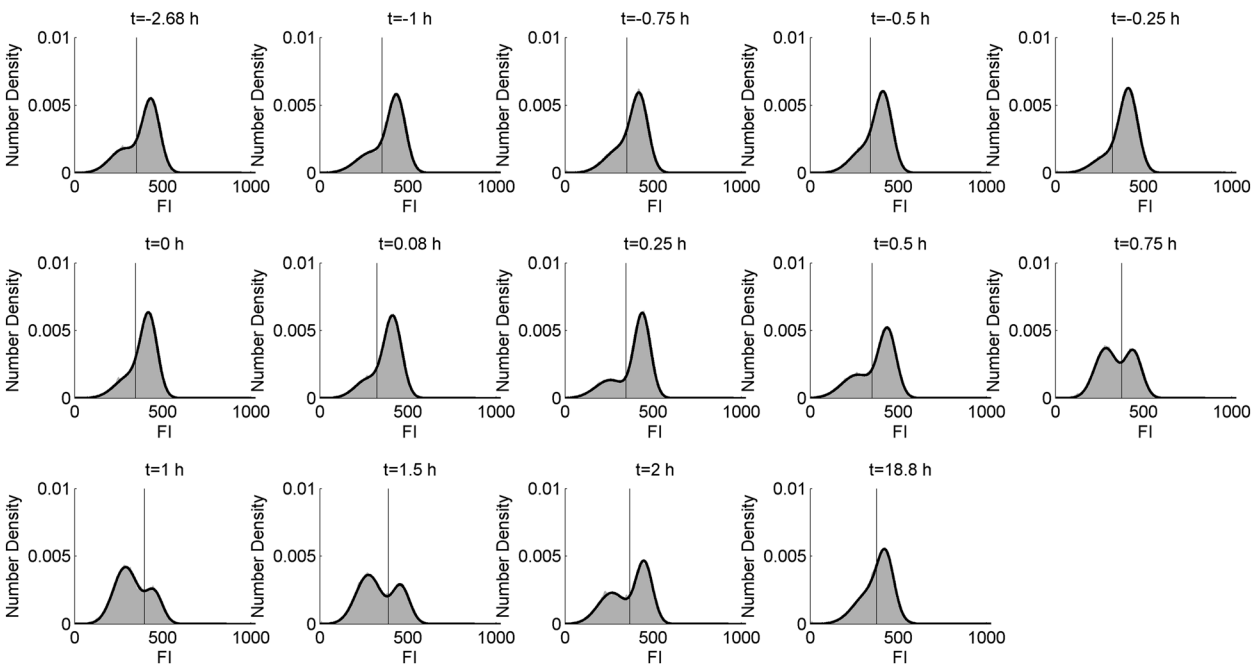 t=-2.68 h
Number Density
0.01
0.005
0
0
500
1000
FI
t=-1 h
Number Density
0.01
0.005
0
0
500
1000
FI
t=-0.75 h
Number Density
0.01
0.005
0
0
500
1000
FI
t=-0.5 h
Number Density
0.01
0.005
0
0
500
1000
FI
t=-0.25 h
Number Density
0.01
0.005
0
0
500
1000
FI
t=0 h
Number Density
0.01
0.005
0
0
500
1000
FI
t=0.08 h
Number Density
0.01
0.005
0
0
500
1000
FI
t=0.25 h
Number Density
0.01
0.005
0
0
500
1000
FI
t=0.5 h
Number Density
0.01
0.005
0
0
500
1000
FI
t=0.75 h
Number Density
0.01
0.005
0
0
500
1000
FI
t=1 h
Number Density
0.01
0.005
0
0
500
1000
FI
t=1.5 h
Number Density
0.01
0.005
0
0
500
1000
FI
t=2 h
Number Density
0.01
0.005
0
0
500
1000
FI
t=18.8 h
Number Density
0.01
0.005
0
0
500
1000
FI